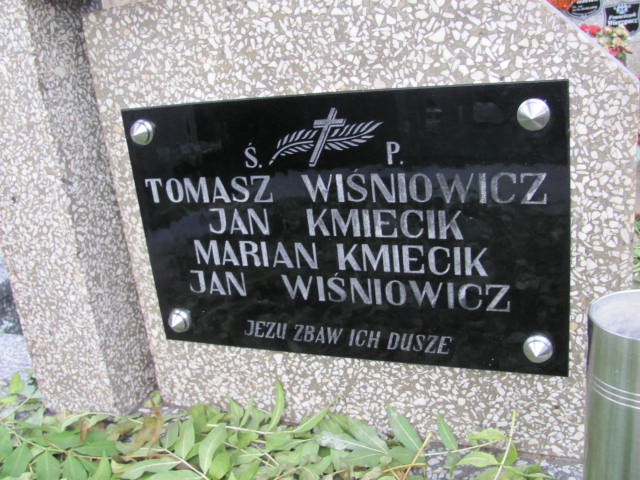 Ś. P.
TOMASZ WIŚNIOWICZ
JAN KMIECIK
MARIAN KMIECIK
JAN WIŚNIOWICZ
JEZU ZBAW ICH DUSZE